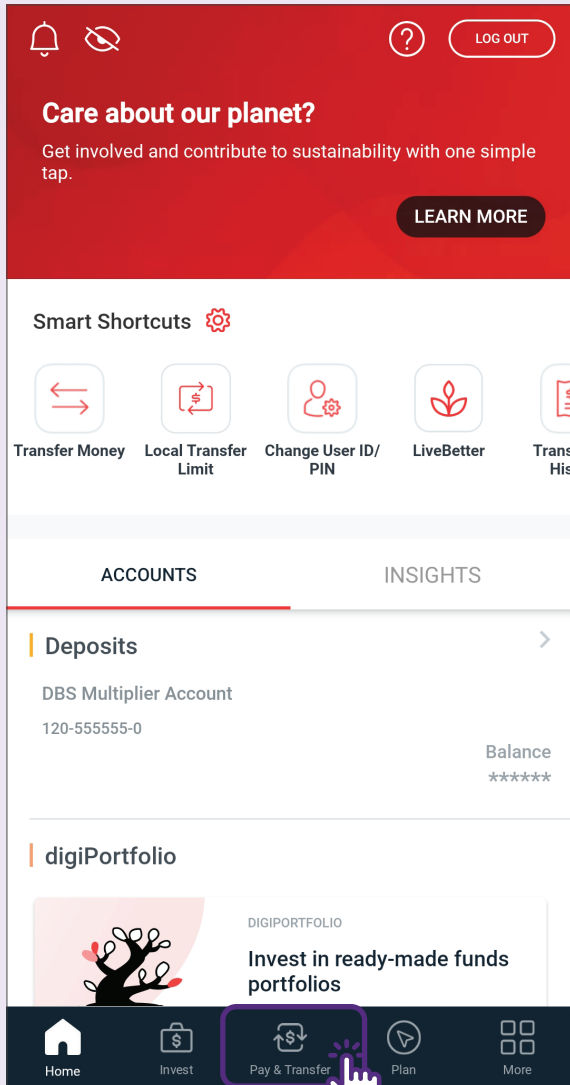 LOG OUT
Care about our planet?
Get involved and contribute to sustainability with one simple
tap.
LEARN MORE
Smart Shortcuts
Transfer Money
Local Transfer
Limit
Change User ID/
PIN
LiveBetter
Trans
His
ACCOUNTS
INSIGHTS
Deposits
DBS Multiplier Account
120-555555-0
Balance
******
digiPortfolio
DIGIPORTFOLIO
Invest in ready-made funds
portfolios
Home
Invest
Pay & Transfer
Plan
More